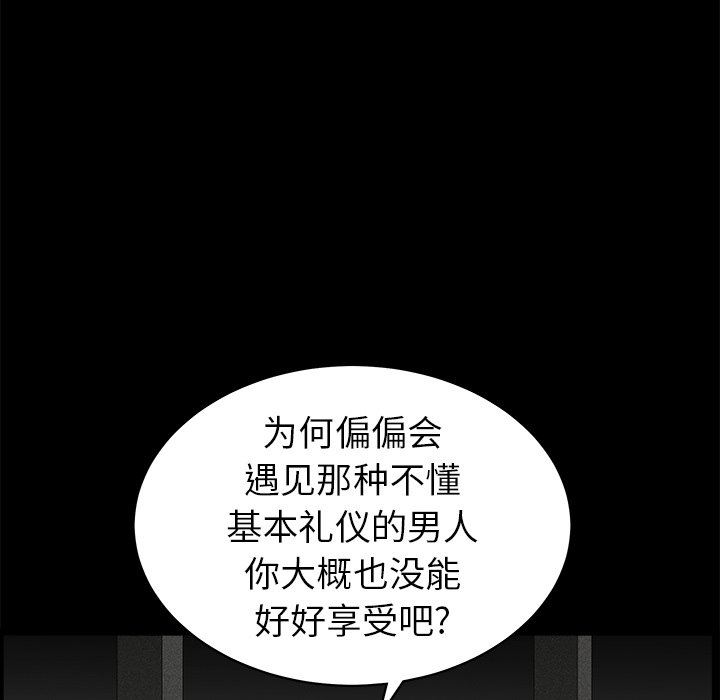 为何偏偏会
遇见那种不懂
基本礼仪的男人
你大概也没能
好好享受吧?